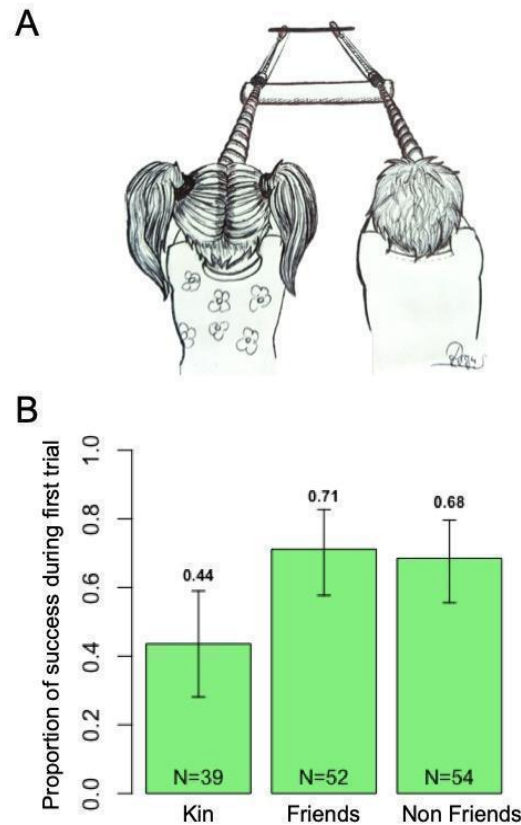 A
B
Proportion of success during first trial
1.0
0.8
0.6
0.4
0.2
0.0
0.44
0.71
0.68
N=39
N=52
N=54
Kin
Friends
Non Friends